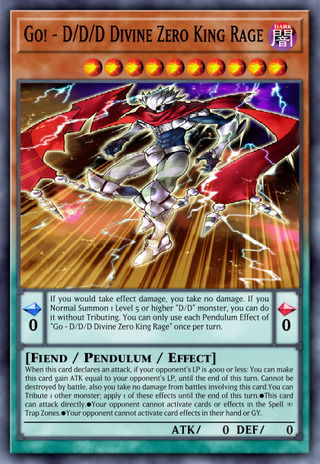 Go! - D/D/D Divine Zero King Rage
DARK
闇
If you would take effect damage, you take no damage. If you
Normal Summon 1 Level 5 or higher "D/D" monster, you can do
it without Tributing. You can only use each Pendulum Effect of
"Go! - D/D/D Divine Zero King Rage" once per turn.
0
0
[Fiend / Pendulum / Effect]
When this card declares an attack, if your opponent's LP is 4000 or less: You can make
this card gain ATK equal to your opponent's LP, until the end of this turn. Cannot be
destroyed by battle, also you take no damage from battles involving this card.You can
Tribute 1 other monster; apply 1 of these effects until the end of this turn.●This card
can attack directly.●Your opponent cannot activate cards or effects in the Spell ∞
Trap Zones.●Your opponent cannot activate card effects in their hand or GY.
ATK/ 0 DEF/ 0